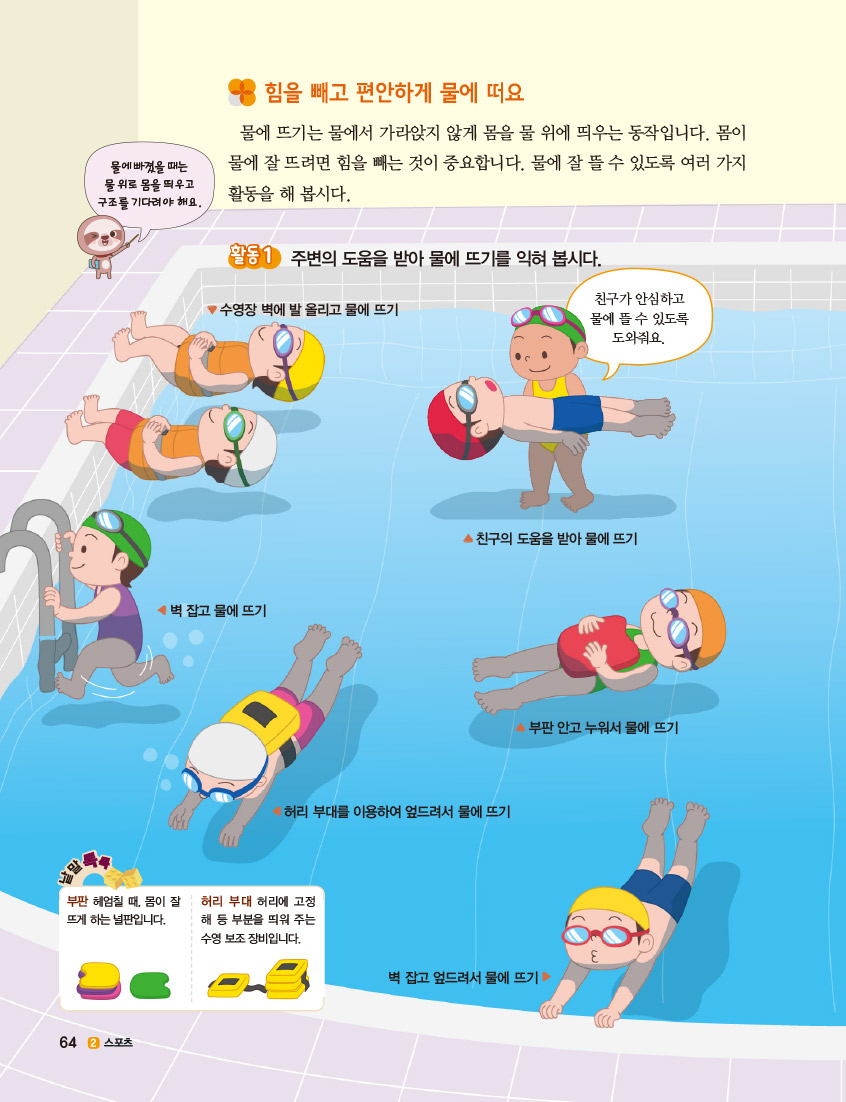 힘을 빼고 편안하게 물에 떠요
물에 뜨기는 물에서 가라앉지 않게 몸을 물 위에 띄우는 동작입니다. 몸이
물에 잘 뜨려면 힘을 빼는 것이 중요합니다. 물에 잘 뜰 수 있도록 여러 가지
활동을 해 봅시다.
물에 빠졌을 때는
물 위로 몸을 띄우고
구조를 기다려야 해요.
활동1 주변의 도움을 받아 물에 뜨기를 익혀 봅시다.
▼ 수영장 벽에 발 올리고 물에 뜨기
친구가 안심하고
물에 뜰 수 있도록
도와줘요.
▲ 친구의 도움을 받아 물에 뜨기
◀ 벽 잡고 물에 뜨기
▲ 부판 안고 누워서 물에 뜨기
◀ 허리 부대를 이용하여 엎드려서 물에 뜨기
낱말 톡톡
부판 헤엄칠 때, 몸이 잘
뜨게 하는 널판입니다.
허리 부대 허리에 고정
해 등 부분을 띄워 주는
수영 보조 장비입니다.
벽 잡고 엎드려서 물에 뜨기 ▶
64 2 스포츠